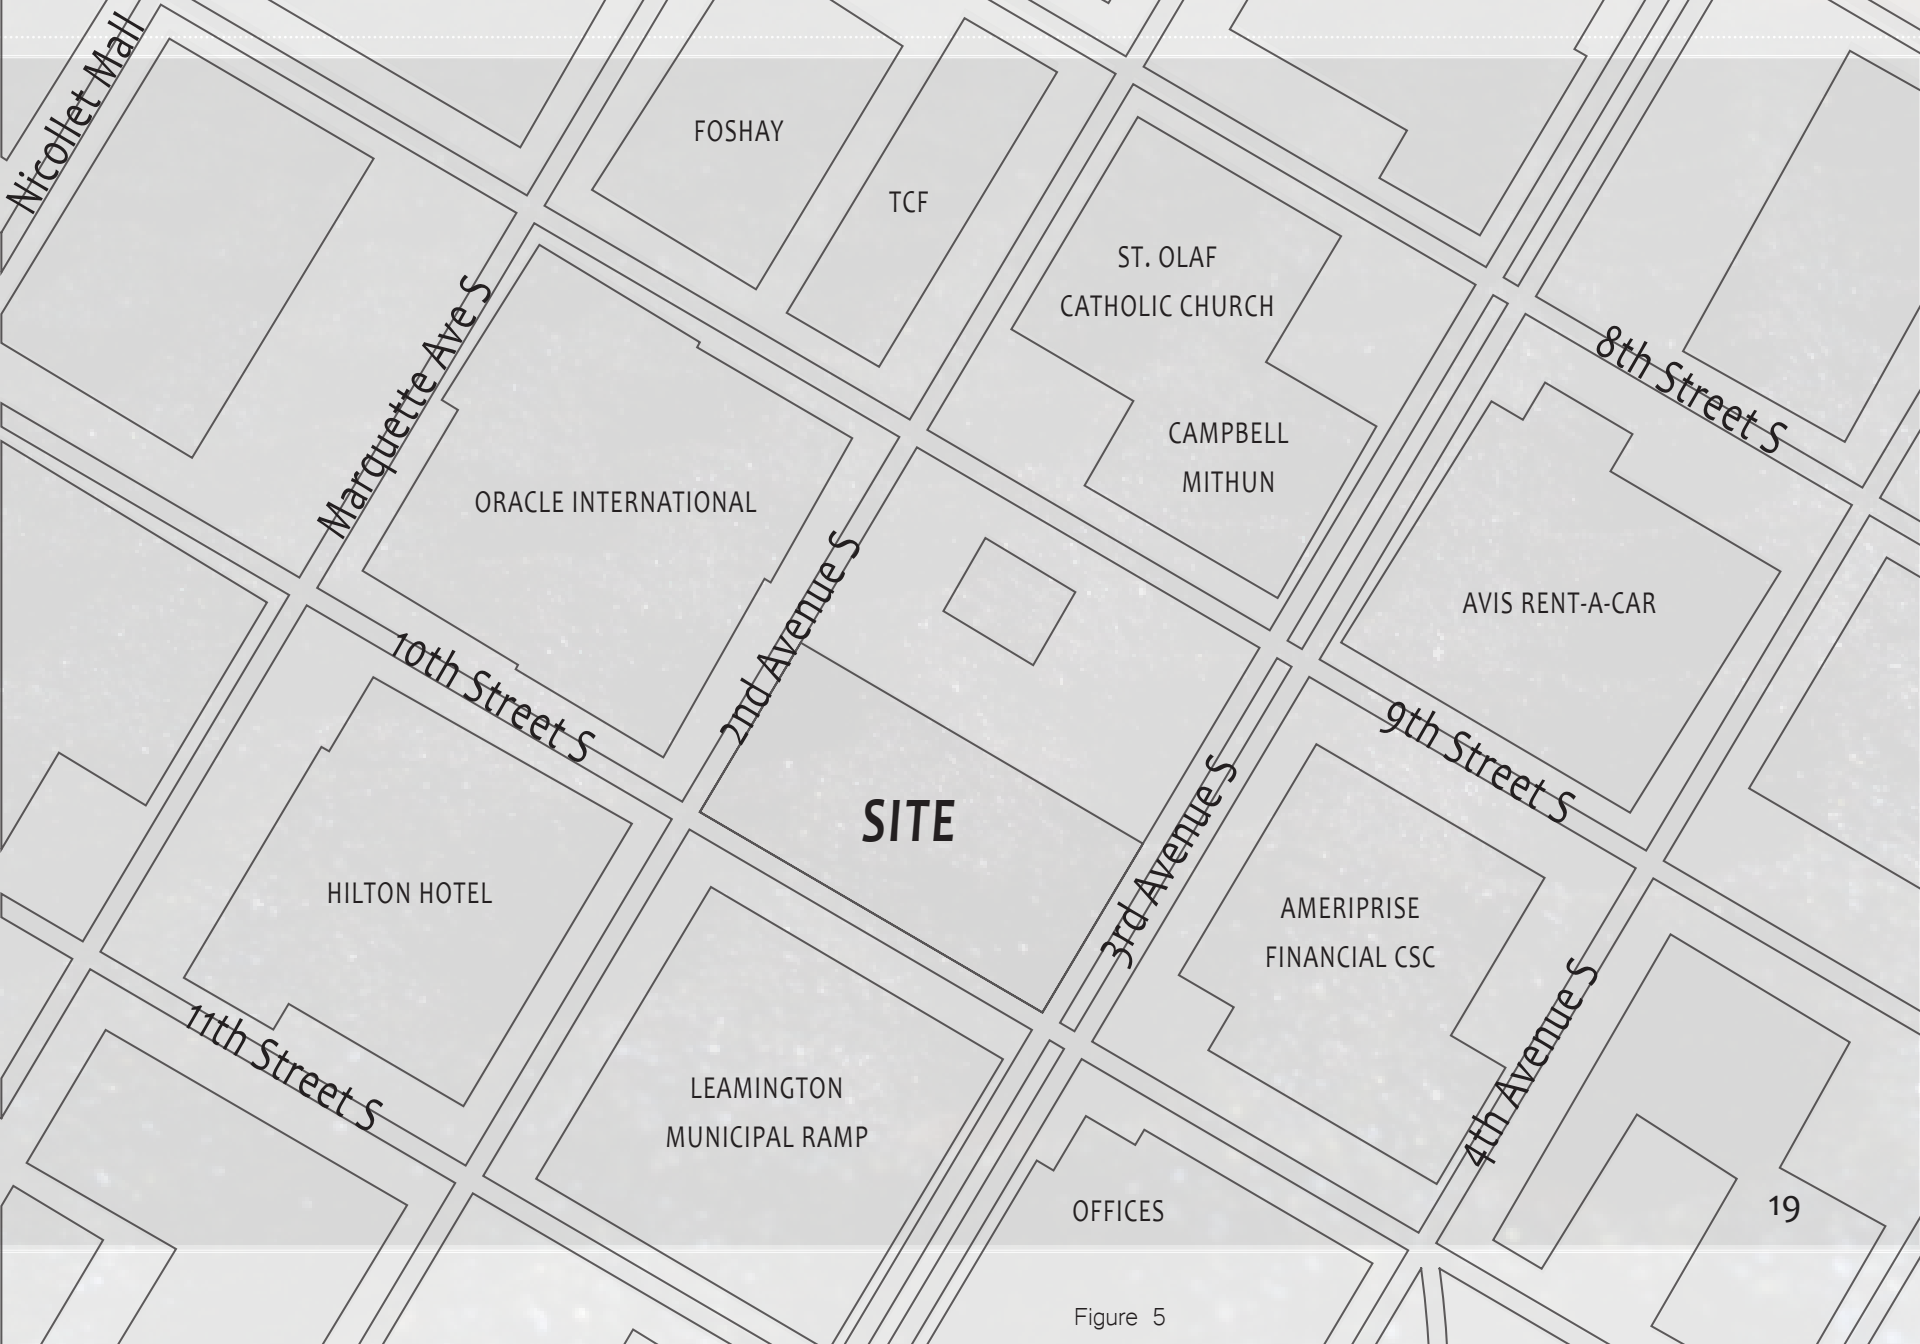 Nicollet Mall
FOSHAY
TCF
ST. OLAF
CATHOLIC CHURCH
Marquette Ave S
8th Street S
CAMPBELL
MITHUN
ORACLE INTERNATIONAL
2nd Avenue S
AVIS RENT-A-CAR
10th Street S
9th Street S
SITE
3rd Avenue S
HILTON HOTEL
AMERIPRISE
FINANCIAL CSC
4th Avenue S
11th Street S
LEAMINGTON
MUNICIPAL RAMP
OFFICES
19
Figure 5